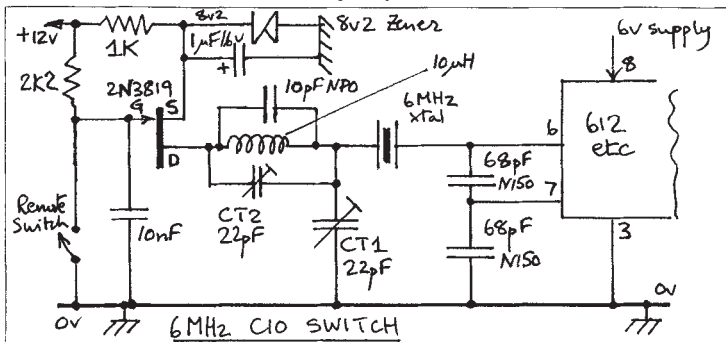 +12v
1K
8v2
1µF/16v
+
8v2 Zener
2K2
2N3819
G
S
D
10pF NPO
10µH
6MHz
xtal
6v supply
8
6
612
etc
7
3
68pF
N150
68pF
N150
Remote
Switch
10nF
CT2
22pF
CT1
22pF
0v
0v
6MHz CIO SWITCH